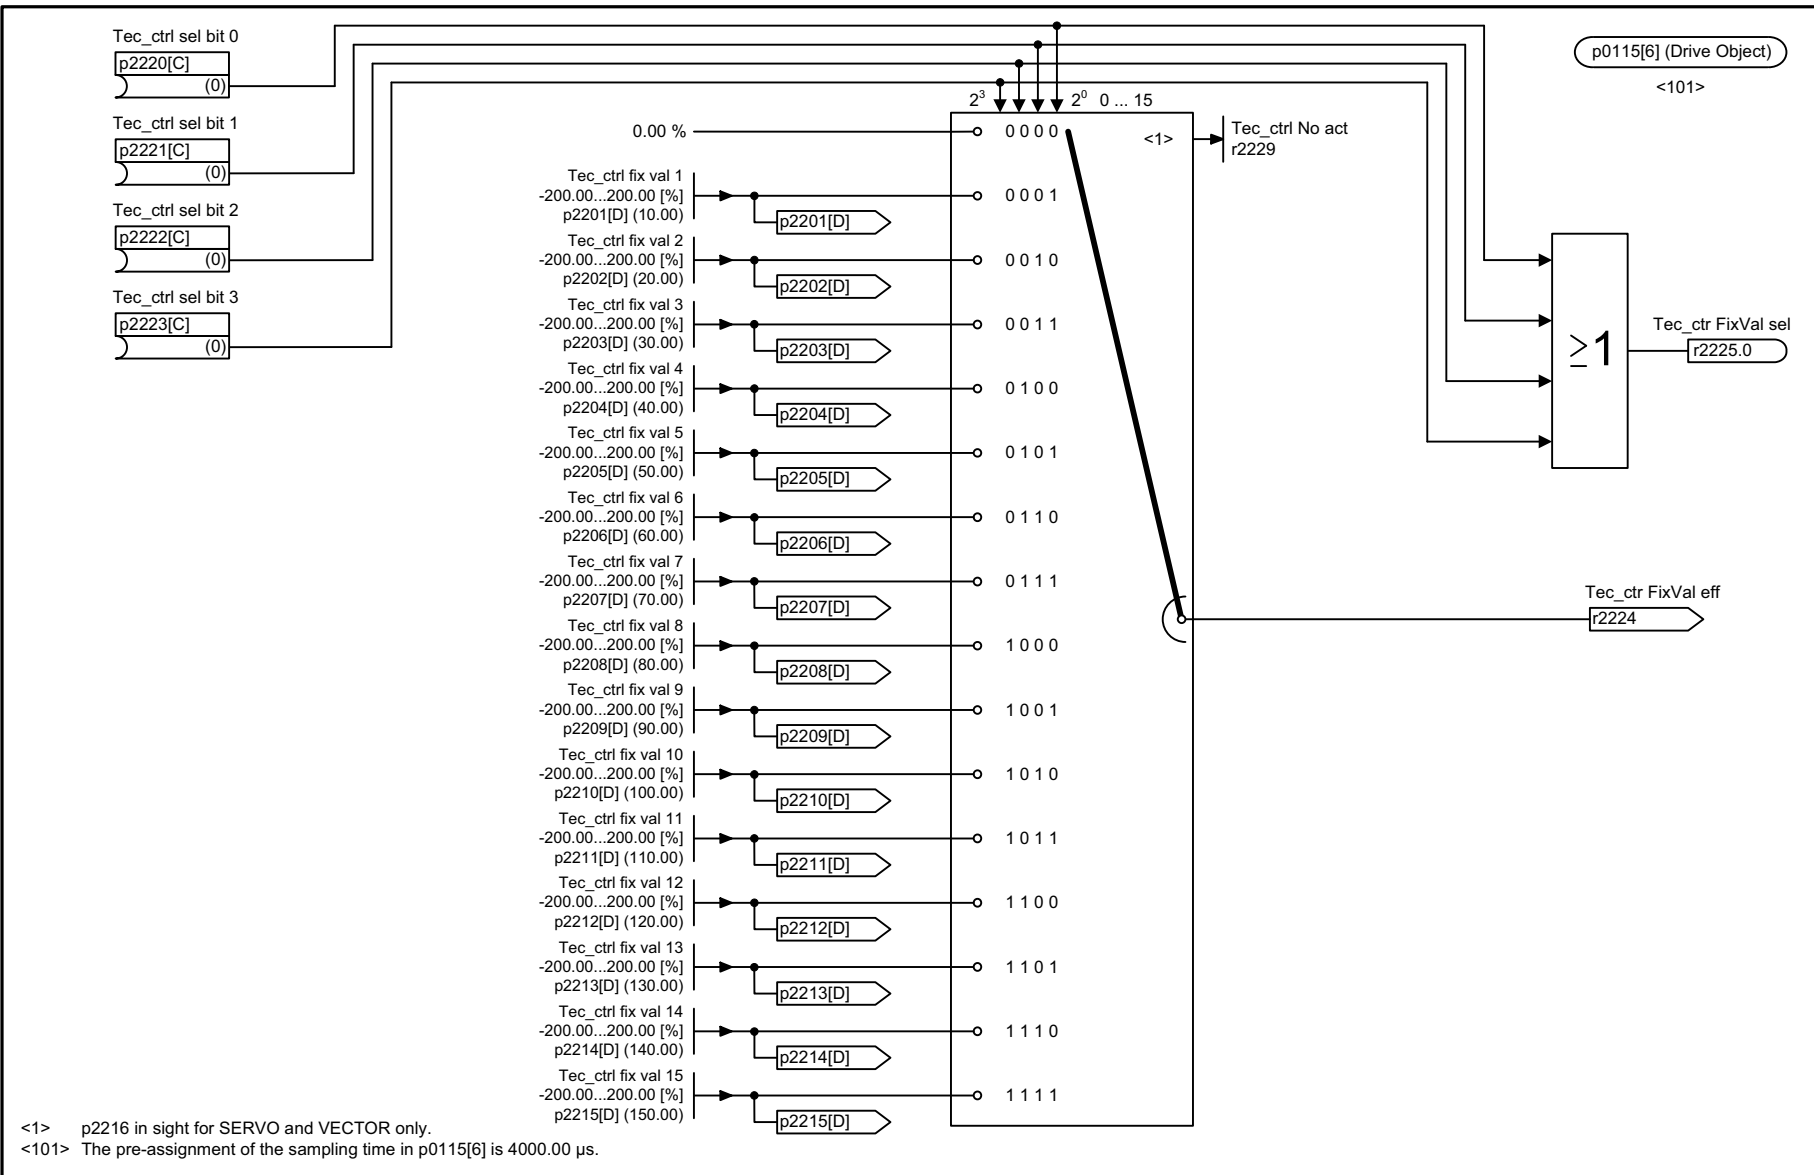 Tec_ctrl sel bit 0
p2220[C]
(0)
Tec_ctrl sel bit 1
p2221[C]
(0)
Tec_ctrl sel bit 2
p2222[C]
(0)
Tec_ctrl sel bit 3
p2223[C]
(0)
p0115[6] (Drive Object)
<101>
2³ 2⁰ 0 ... 15
0.00 % 0 0 0 0 <1>
Tec_ctrl No act
r2229
Tec_ctrl fix val 1
-200.00...200.00 [%] 0 0 0 1
p2201[D] (10.00) p2201[D]
Tec_ctrl fix val 2
-200.00...200.00 [%] 0 0 1 0
p2202[D] (20.00) p2202[D]
Tec_ctrl fix val 3
-200.00...200.00 [%] 0 0 1 1
p2203[D] (30.00) p2203[D]
Tec_ctrl fix val 4
-200.00...200.00 [%] 0 1 0 0
p2204[D] (40.00) p2204[D]
Tec_ctrl fix val 5
-200.00...200.00 [%] 0 1 0 1
p2205[D] (50.00) p2205[D]
Tec_ctrl fix val 6
-200.00...200.00 [%] 0 1 1 0
p2206[D] (60.00) p2206[D]
Tec_ctrl fix val 7
-200.00...200.00 [%] 0 1 1 1
p2207[D] (70.00) p2207[D]
Tec_ctrl fix val 8
-200.00...200.00 [%] 1 0 0 0
p2208[D] (80.00) p2208[D]
Tec_ctrl fix val 9
-200.00...200.00 [%] 1 0 0 1
p2209[D] (90.00) p2209[D]
Tec_ctrl fix val 10
-200.00...200.00 [%] 1 0 1 0
p2210[D] (100.00) p2210[D]
Tec_ctrl fix val 11
-200.00...200.00 [%] 1 0 1 1
p2211[D] (110.00) p2211[D]
Tec_ctrl fix val 12
-200.00...200.00 [%] 1 1 0 0
p2212[D] (120.00) p2212[D]
Tec_ctrl fix val 13
-200.00...200.00 [%] 1 1 0 1
p2213[D] (130.00) p2213[D]
Tec_ctrl fix val 14
-200.00...200.00 [%] 1 1 1 0
p2214[D] (140.00) p2214[D]
Tec_ctrl fix val 15
-200.00...200.00 [%] 1 1 1 1
p2215[D] (150.00) p2215[D]
≥1
Tec_ctr FixVal sel
r2225.0
Tec_ctr FixVal eff
r2224
<1> p2216 in sight for SERVO and VECTOR only.
<101> The pre-assignment of the sampling time in p0115[6] is 4000.00 µs.